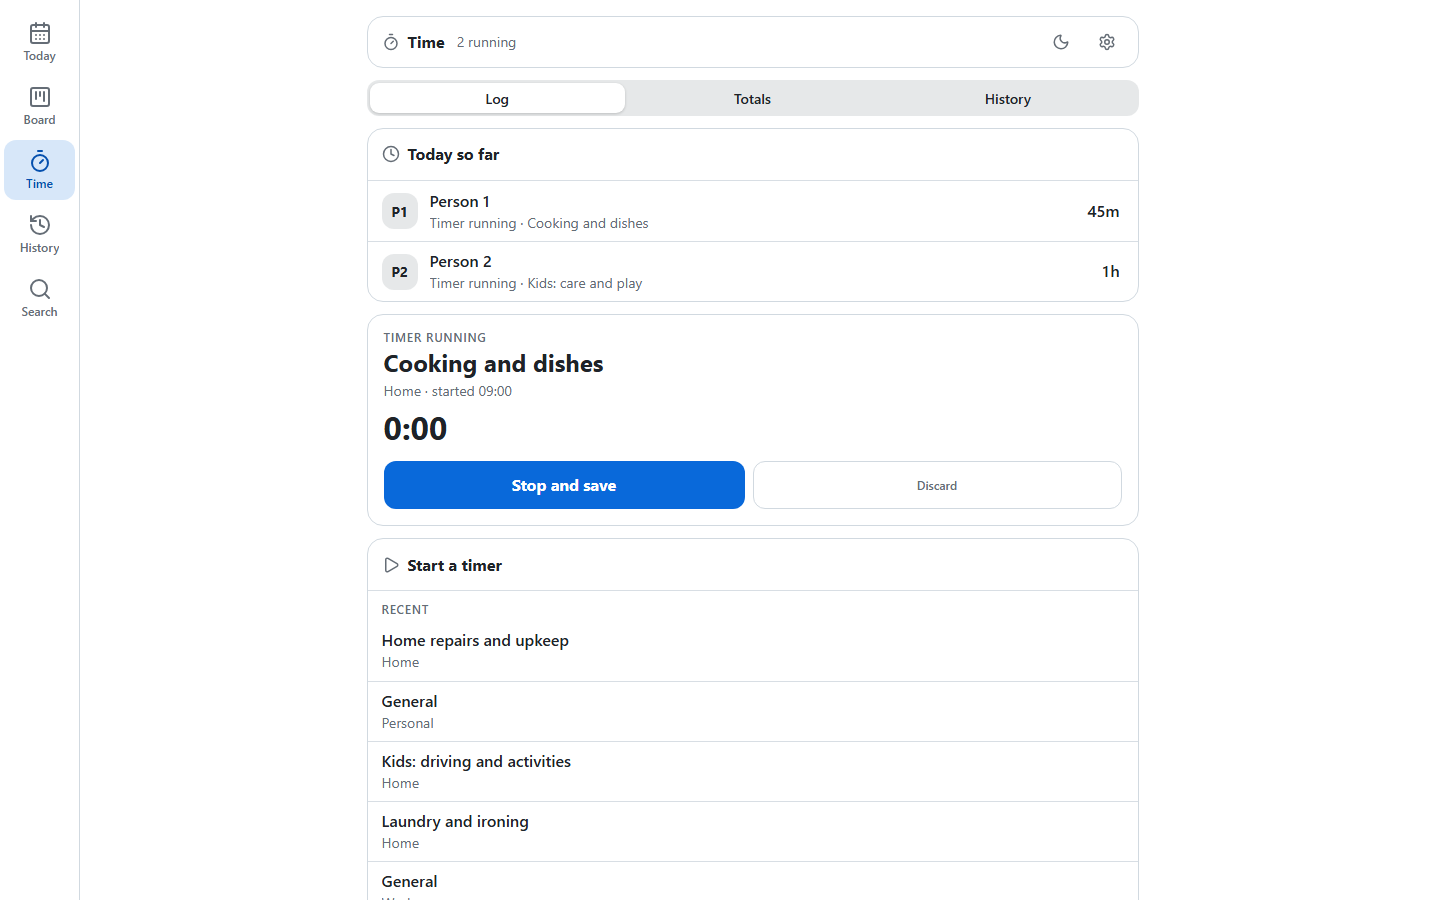 Today
Board
Time
History
Search
Time 2 running
Log
Totals
History
Today so far
P1
Person 1
Timer running · Cooking and dishes
45m
P2
Person 2
Timer running · Kids: care and play
1h
TIMER RUNNING
Cooking and dishes
Home · started 09:00
0:00
Stop and save
Discard
Start a timer
RECENT
Home repairs and upkeep
Home
General
Personal
Kids: driving and activities
Home
Laundry and ironing
Home
General